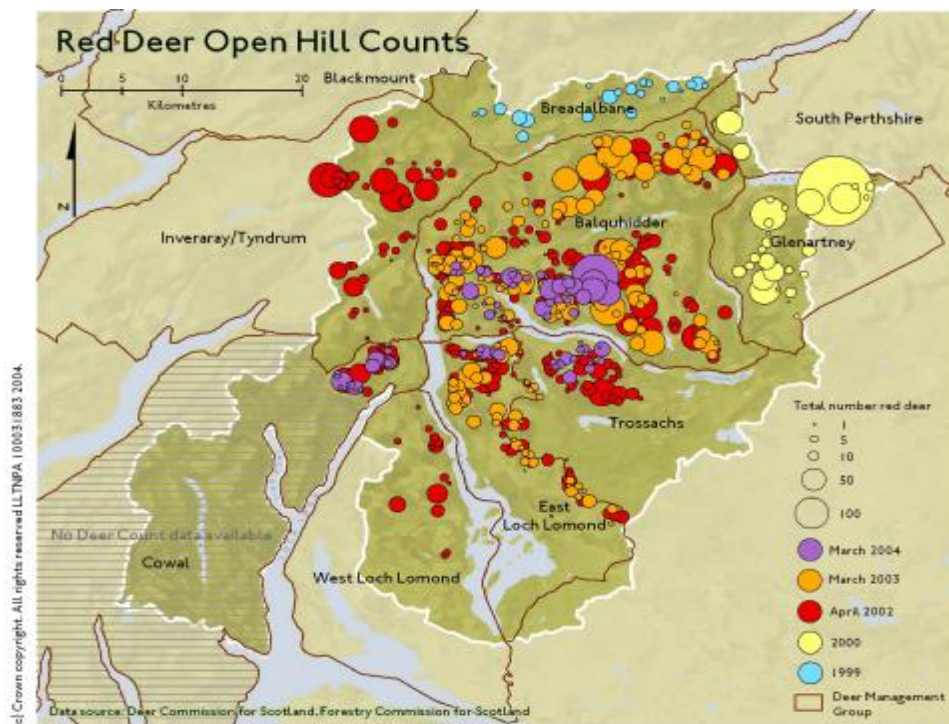 Red Deer Open Hill Counts
0 5 10 20
Kilometres
N
Blackmount
Breadalbane
South Perthshire
Inveraray/Tyndrum
Balquhidder
Glenartney
Trossachs
East
Loch Lomond
No Deer Count data available
Cowal
West Loch Lomond
Total number red deer
1
5
10
50
100
March 2004
March 2003
April 2002
2000
1999
Deer Management
Group
Data source: Deer Commission for Scotland, Forestry Commission for Scotland
c) Crown copyright. All rights reserved LLTNPA 100031883 2004.